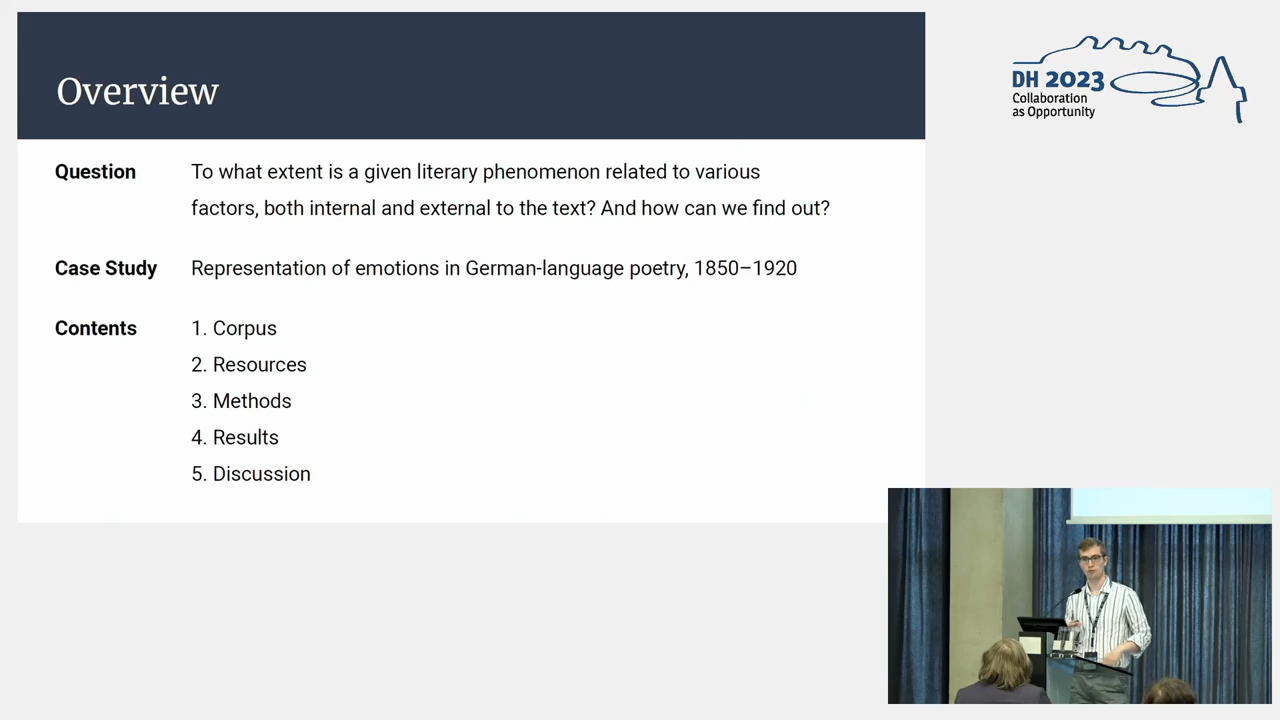 Overview
DH 2023
Collaboration
as Opportunity
Question
To what extent is a given literary phenomenon related to various
factors, both internal and external to the text? And how can we find out?
Case Study
Representation of emotions in German-language poetry, 1850–1920
Contents
1. Corpus
2. Resources
3. Methods
4. Results
5. Discussion